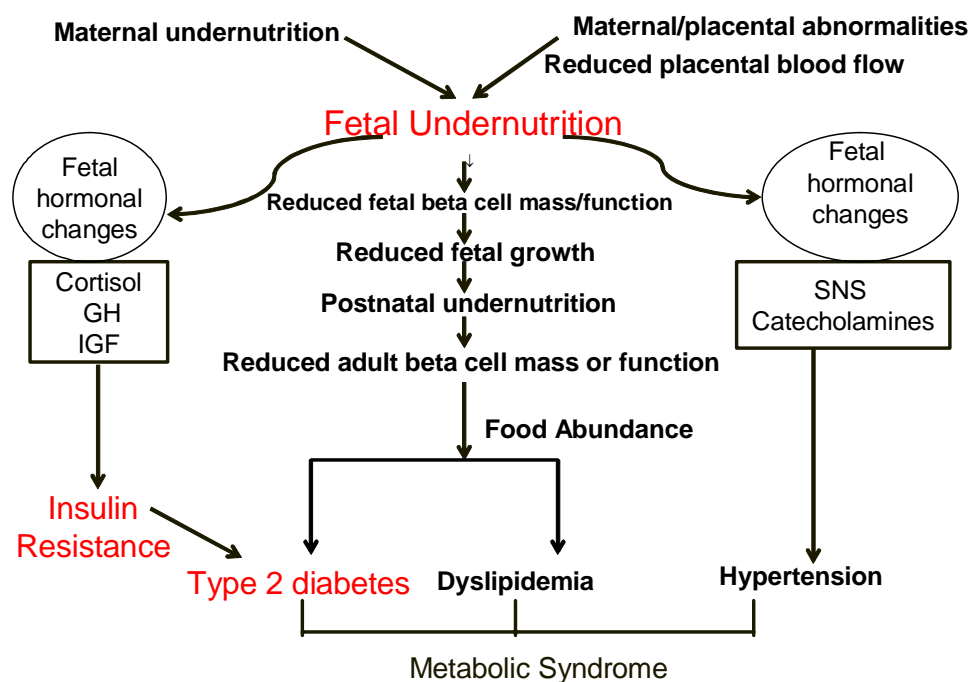 Maternal undernutrition
Maternal/placental abnormalities
Reduced placental blood flow
Fetal Undernutrition
↓
Fetal
hormonal
changes
Fetal
hormonal
changes
Reduced fetal beta cell mass/function
Reduced fetal growth
Cortisol
GH
IGF
SNS
Catecholamines
Postnatal undernutrition
Reduced adult beta cell mass or function
Food Abundance
Insulin
Resistance
Type 2 diabetes
Dyslipidemia
Hypertension
Metabolic Syndrome